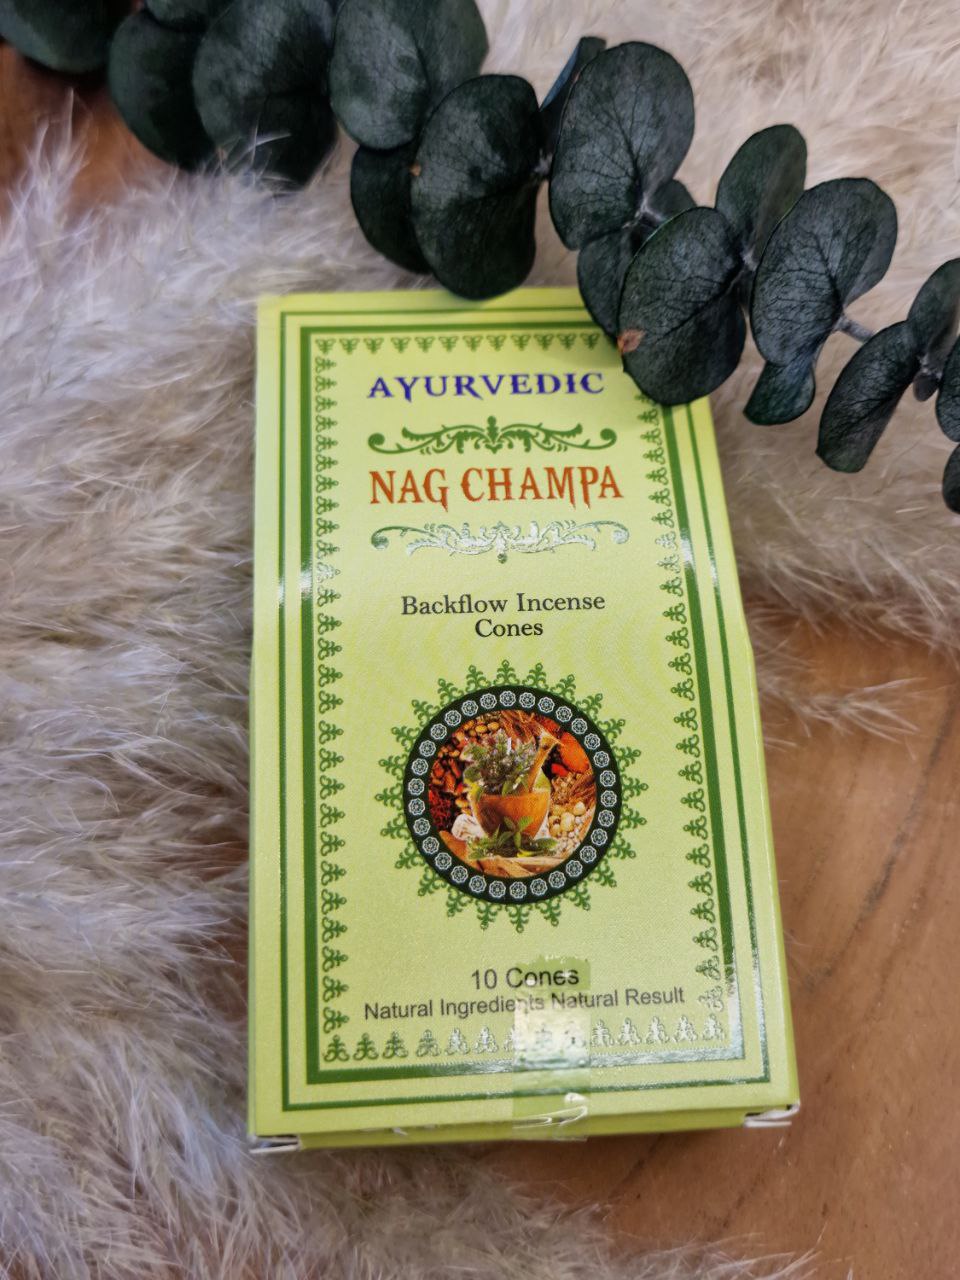 AYURVEDIC
NAG CHAMPA
Backflow Incense
Cones
10 Cones
Natural Ingredients Natural Result